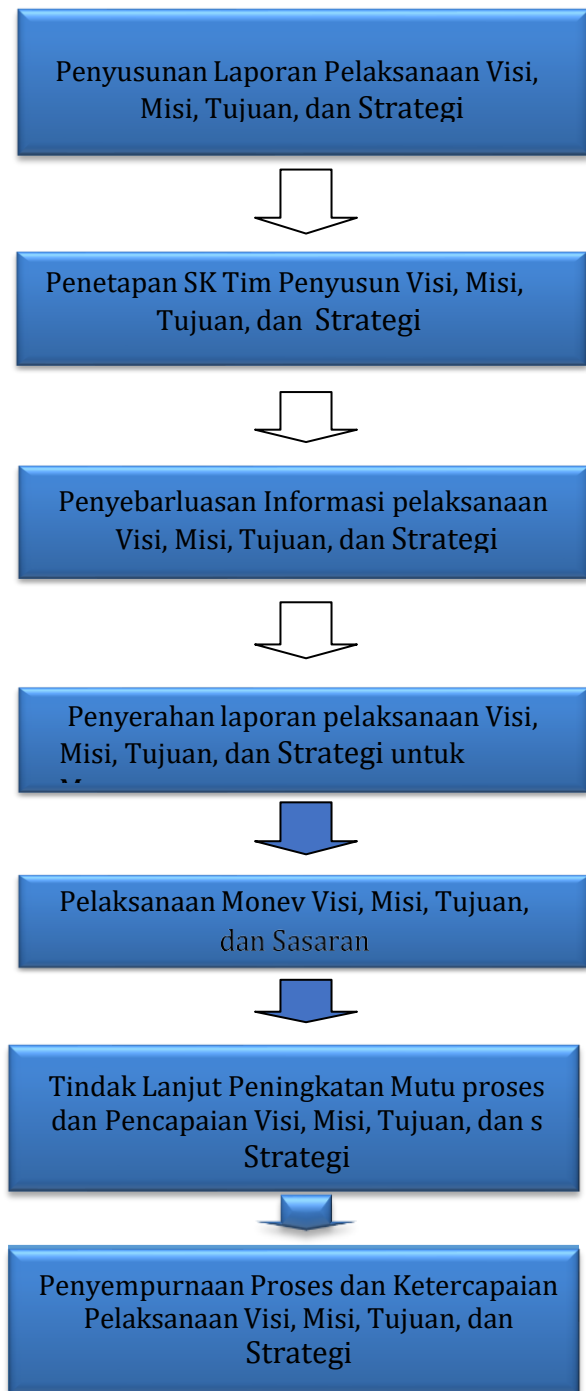 Penyusunan Laporan Pelaksanaan Visi,
Misi, Tujuan, dan Strategi
Penetapan SK Tim Penyusun Visi, Misi,
Tujuan, dan Strategi
Penyebarluasan Informasi pelaksanaan
Visi, Misi, Tujuan, dan Strategi
Penyerahan laporan pelaksanaan Visi,
Misi, Tujuan, dan Strategi untuk
Pelaksanaan Monev Visi, Misi, Tujuan,
dan Sasaran
Tindak Lanjut Peningkatan Mutu proses
dan Pencapaian Visi, Misi, Tujuan, dan s
Strategi
Penyempurnaan Proses dan Ketercapaian
Pelaksanaan Visi, Misi, Tujuan, dan
Strategi